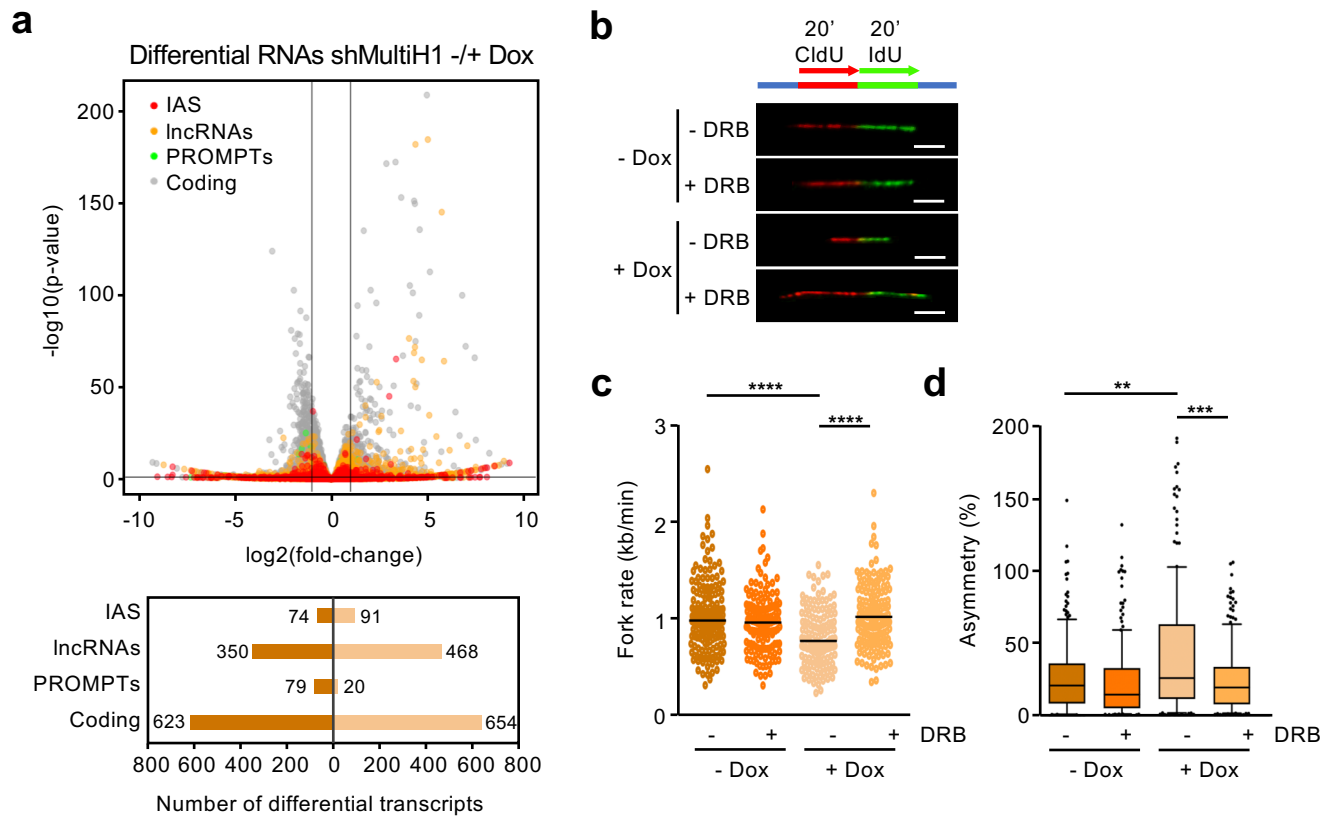 a
Differential RNAs shMultiH1 -/+ Dox
-log10(p-value)
200
150
100
50
0
IAS
lncRNAs
PROMPTs
Coding
-10 -5 0 5 10
log2(fold-change)
IAS 74 91
lncRNAs 350 468
PROMPTs 79 20
Coding 623 654
800 600 400 200 0 200 400 600 800
Number of differential transcripts
b
20' 20'
CldU IdU
- Dox
- DRB
+ DRB
+ Dox
- DRB
+ DRB
c
**** ****
Fork rate (kb/min)
3
2
1
0
- + - + DRB
- Dox + Dox
d
** ***
Asymmetry (%)
200
150
100
50
0
- + - + DRB
- Dox + Dox